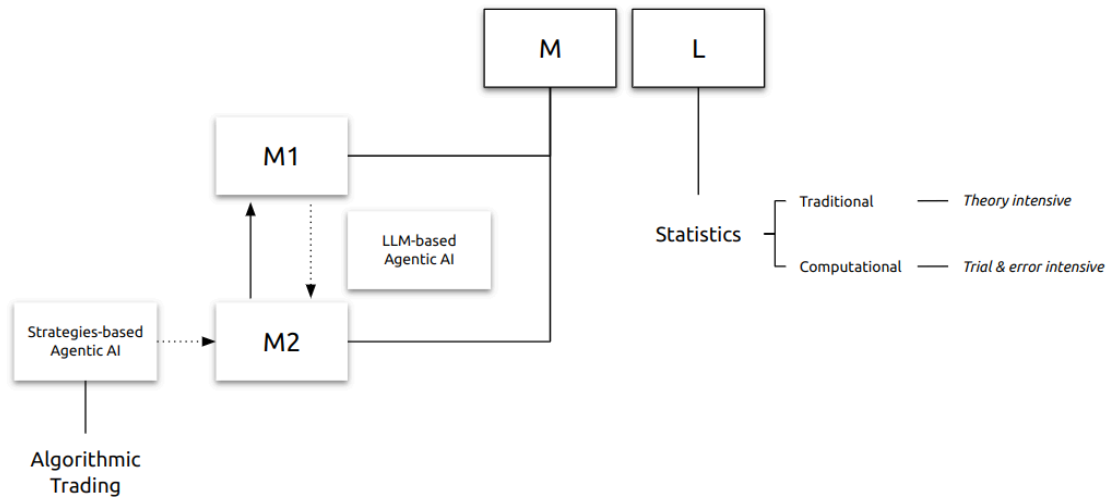 M
L
M1
LLM-based
Agentic AI
Traditional
Theory intensive
Statistics
Computational
Trial & error intensive
Strategies-based
Agentic AI
M2
Algorithmic
Trading